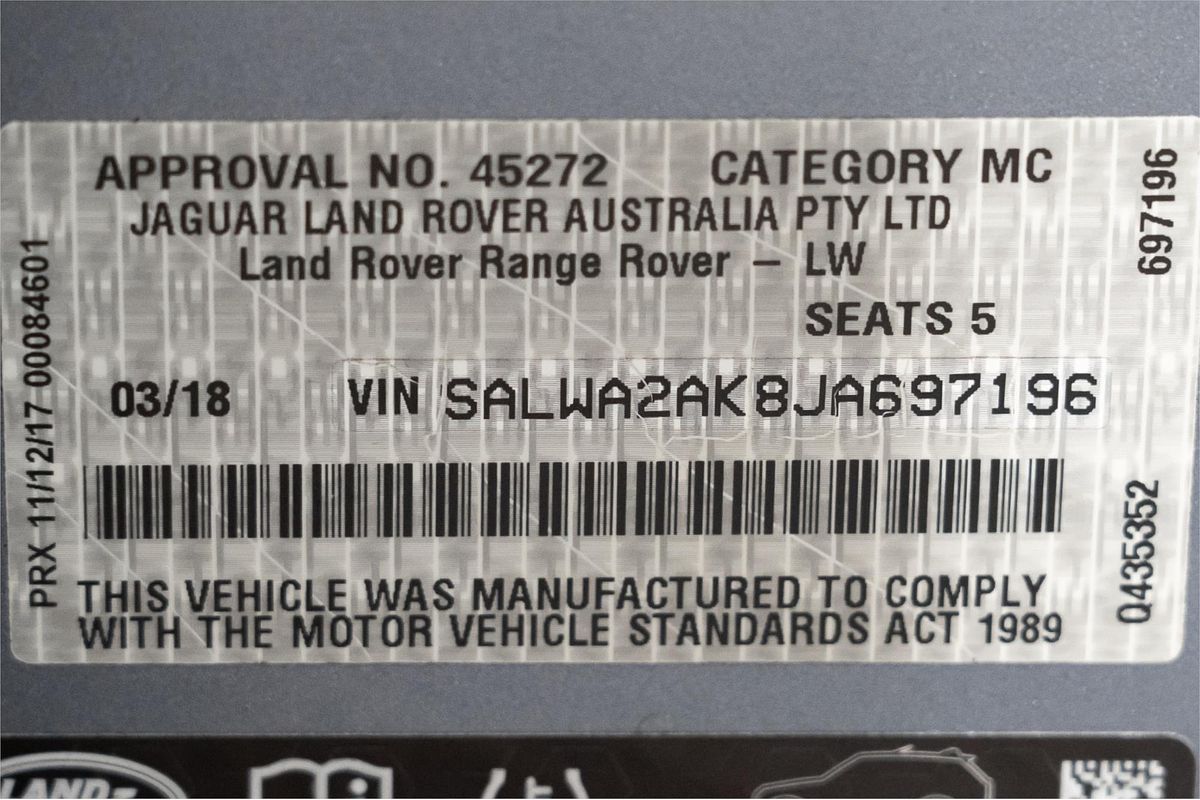 APPROVAL NO. 45272 CATEGORY MC
JAGUAR LAND ROVER AUSTRALIA PTY LTD
Land Rover Range Rover – LW
SEATS 5
03/18 VIN SALWA2AK8JA697196
THIS VEHICLE WAS MANUFACTURED TO COMPLY
WITH THE MOTOR VEHICLE STANDARDS ACT 1989
PRX 11/12/17 00084601
697196
Q435352
LAND